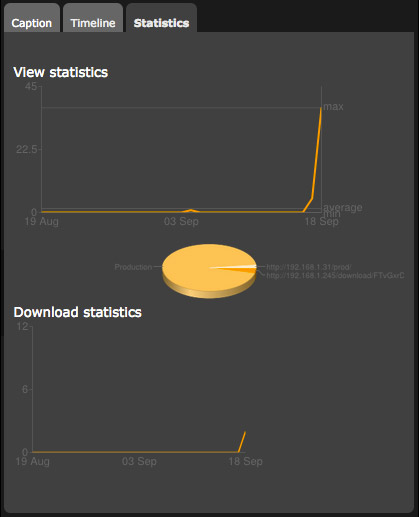 Caption Timeline Statistics
View statistics
45
max
22.5
average
0 min
19 Aug 03 Sep 18 Sep
Production http://192.168.1.31/prod/
http://192.168.1.245/download/FTvGxrC
Download statistics
12
6
0
19 Aug 03 Sep 18 Sep